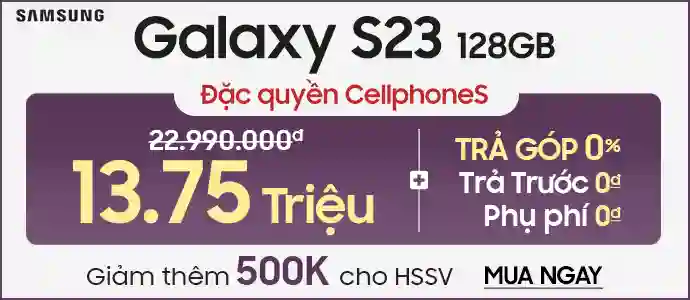 SAMSUNG
Galaxy S23 128GB
Đặc quyền CellphoneS
22.990.000đ
13.75 Triệu
+
TRẢ GÓP 0%
Trả Trước 0đ
Phụ phí 0đ
Giảm thêm 500K cho HSSV MUA NGAY